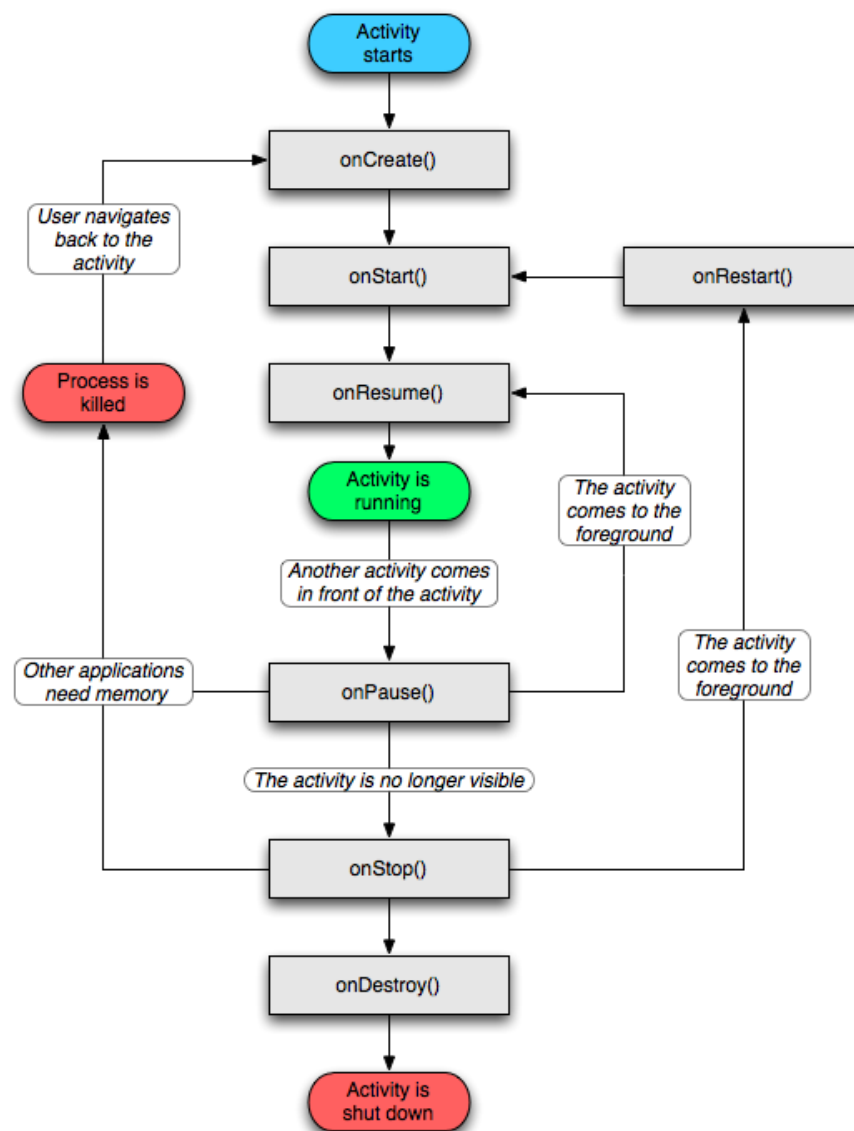 Activity
starts
onCreate()
User navigates
back to the
activity
onStart()
onRestart()
Process is
killed
onResume()
Activity is
running
The activity
comes to the
foreground
Another activity comes
in front of the activity
The activity
comes to the
foreground
Other applications
need memory
onPause()
The activity is no longer visible
onStop()
onDestroy()
Activity is
shut down